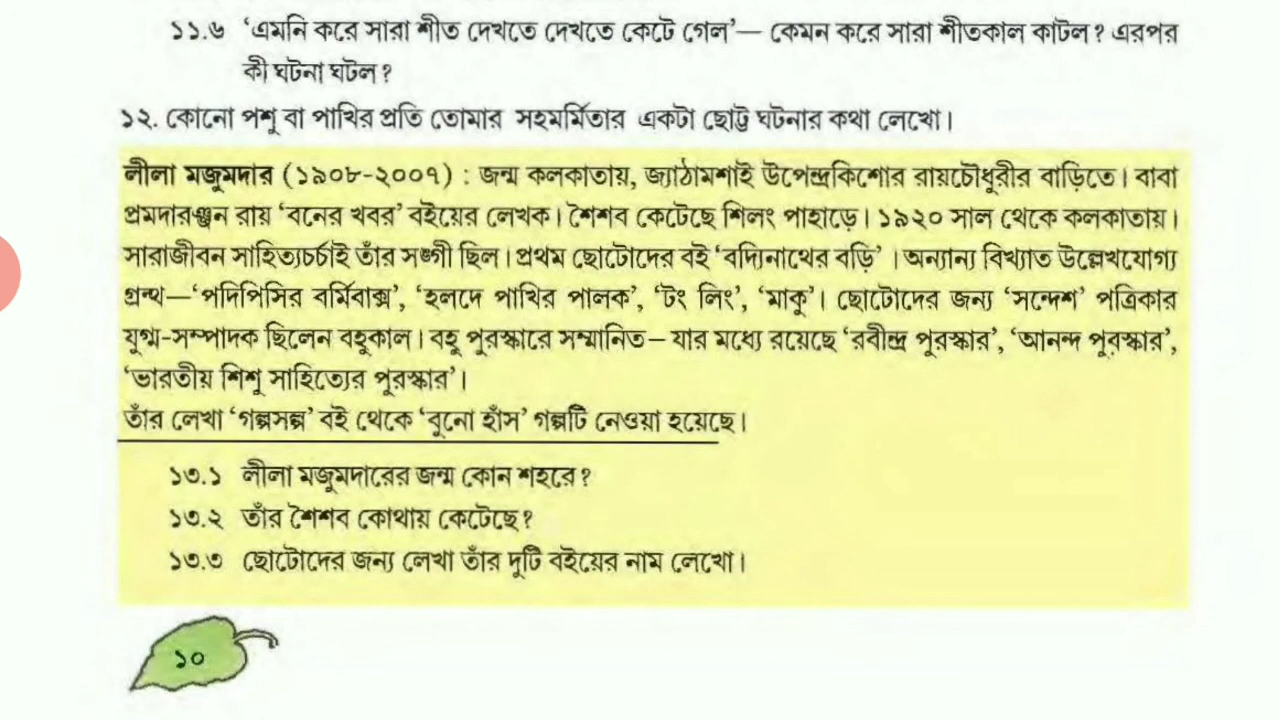 ১১.৬ ‘এমনি করে সারা শীত দেখতে দেখতে কেটে গেল’— কেমন করে সারা শীতকাল কাটল? এরপর
কী ঘটনা ঘটল?
১২. কোনো পশু বা পাখির প্রতি তোমার সহমর্মিতার একটা ছোট্ট ঘটনার কথা লেখো।
লীলা মজুমদার (১৯০৮-২০০৭) : জন্ম কলকাতায়, জ্যাঠামশাই উপেন্দ্রকিশোর রায়চৌধুরীর বাড়িতে। বাবা
প্রমদারঞ্জন রায় ‘বনের খবর’ বইয়ের লেখক। শৈশব কেটেছে শিলং পাহাড়ে। ১৯২০ সাল থেকে কলকাতায়।
সারাজীবন সাহিত্যচর্চাই তাঁর সঙ্গী ছিল। প্রথম ছোটোদের বই ‘বদ্যিনাথের বড়ি’ । অন্যান্য বিখ্যাত উল্লেখযোগ্য
গ্রন্থ—‘পদিপিসির বর্মিবাক্স’, ‘হলদে পাখির পালক’, ‘টং লিং’, ‘মাকু’। ছোটোদের জন্য ‘সন্দেশ’ পত্রিকার
যুগ্ম-সম্পাদক ছিলেন বহুকাল। বহু পুরস্কারে সম্মানিত— যার মধ্যে রয়েছে ‘রবীন্দ্র পুরস্কার’, ‘আনন্দ পুরস্কার’,
‘ভারতীয় শিশু সাহিত্যের পুরস্কার’।
তাঁর লেখা ‘গল্পসল্প’ বই থেকে ‘বুনো হাঁস’ গল্পটি নেওয়া হয়েছে।
১৩.১ লীলা মজুমদারের জন্ম কোন শহরে?
১৩.২ তাঁর শৈশব কোথায় কেটেছে?
১৩.৩ ছোটোদের জন্য লেখা তাঁর দুটি বইয়ের নাম লেখো।
১০